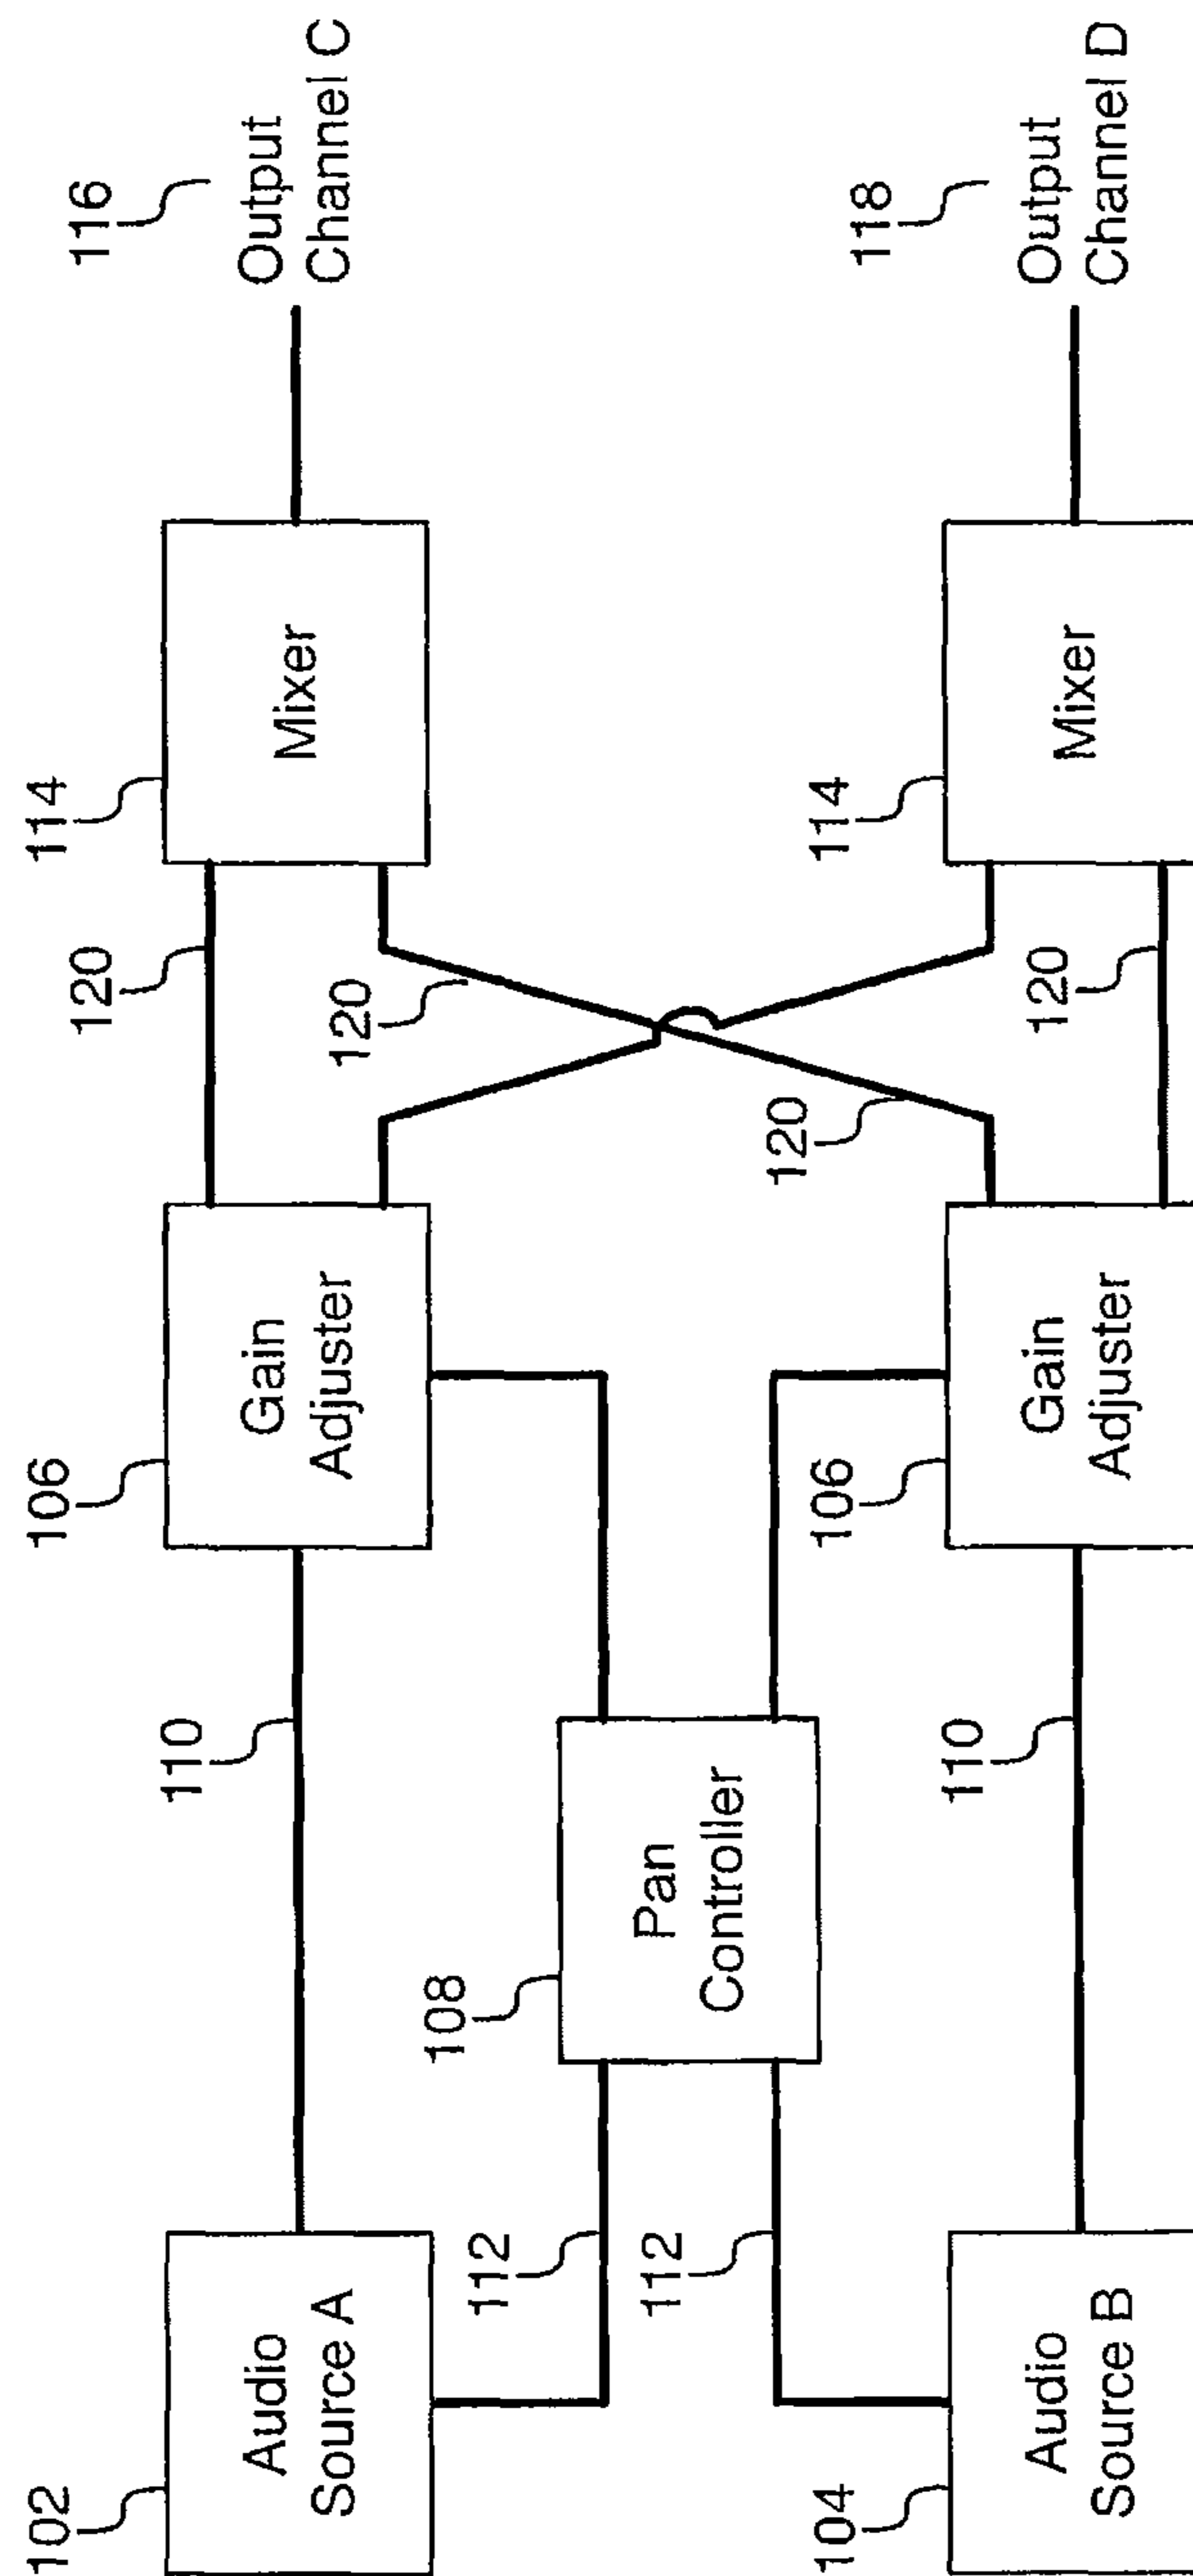 102
Audio
Source A
110
106
Gain
Adjuster
120
114
Mixer
116
Output
Channel C
112
108
Pan
Controller
112
120
120
104
Audio
Source B
110
106
Gain
Adjuster
120
114
Mixer
118
Output
Channel D